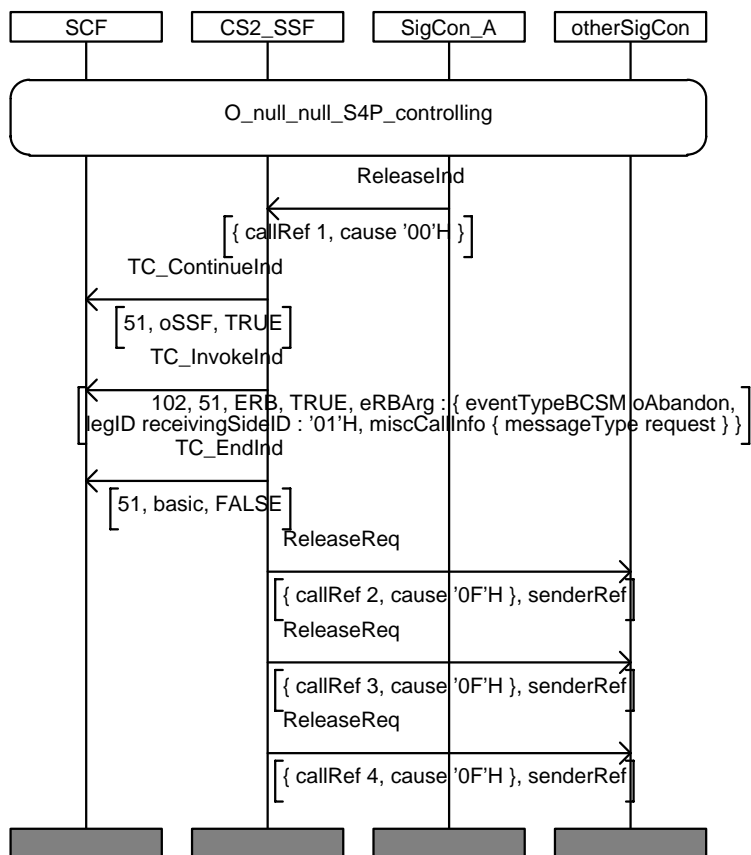 SCF CS2_SSF SigCon_A otherSigCon
O_null_null_S4P_controlling
ReleaseInd
{ callRef 1, cause '00'H }
TC_ContinueInd
51, oSSF, TRUE
TC_InvokeInd
102, 51, ERB, TRUE, eRBArg : { eventTypeBCSM oAbandon,
legID receivingSideID : '01'H, miscCallInfo { messageType request } }
TC_EndInd
51, basic, FALSE
ReleaseReq
{ callRef 2, cause '0F'H }, senderRef
ReleaseReq
{ callRef 3, cause '0F'H }, senderRef
ReleaseReq
{ callRef 4, cause '0F'H }, senderRef